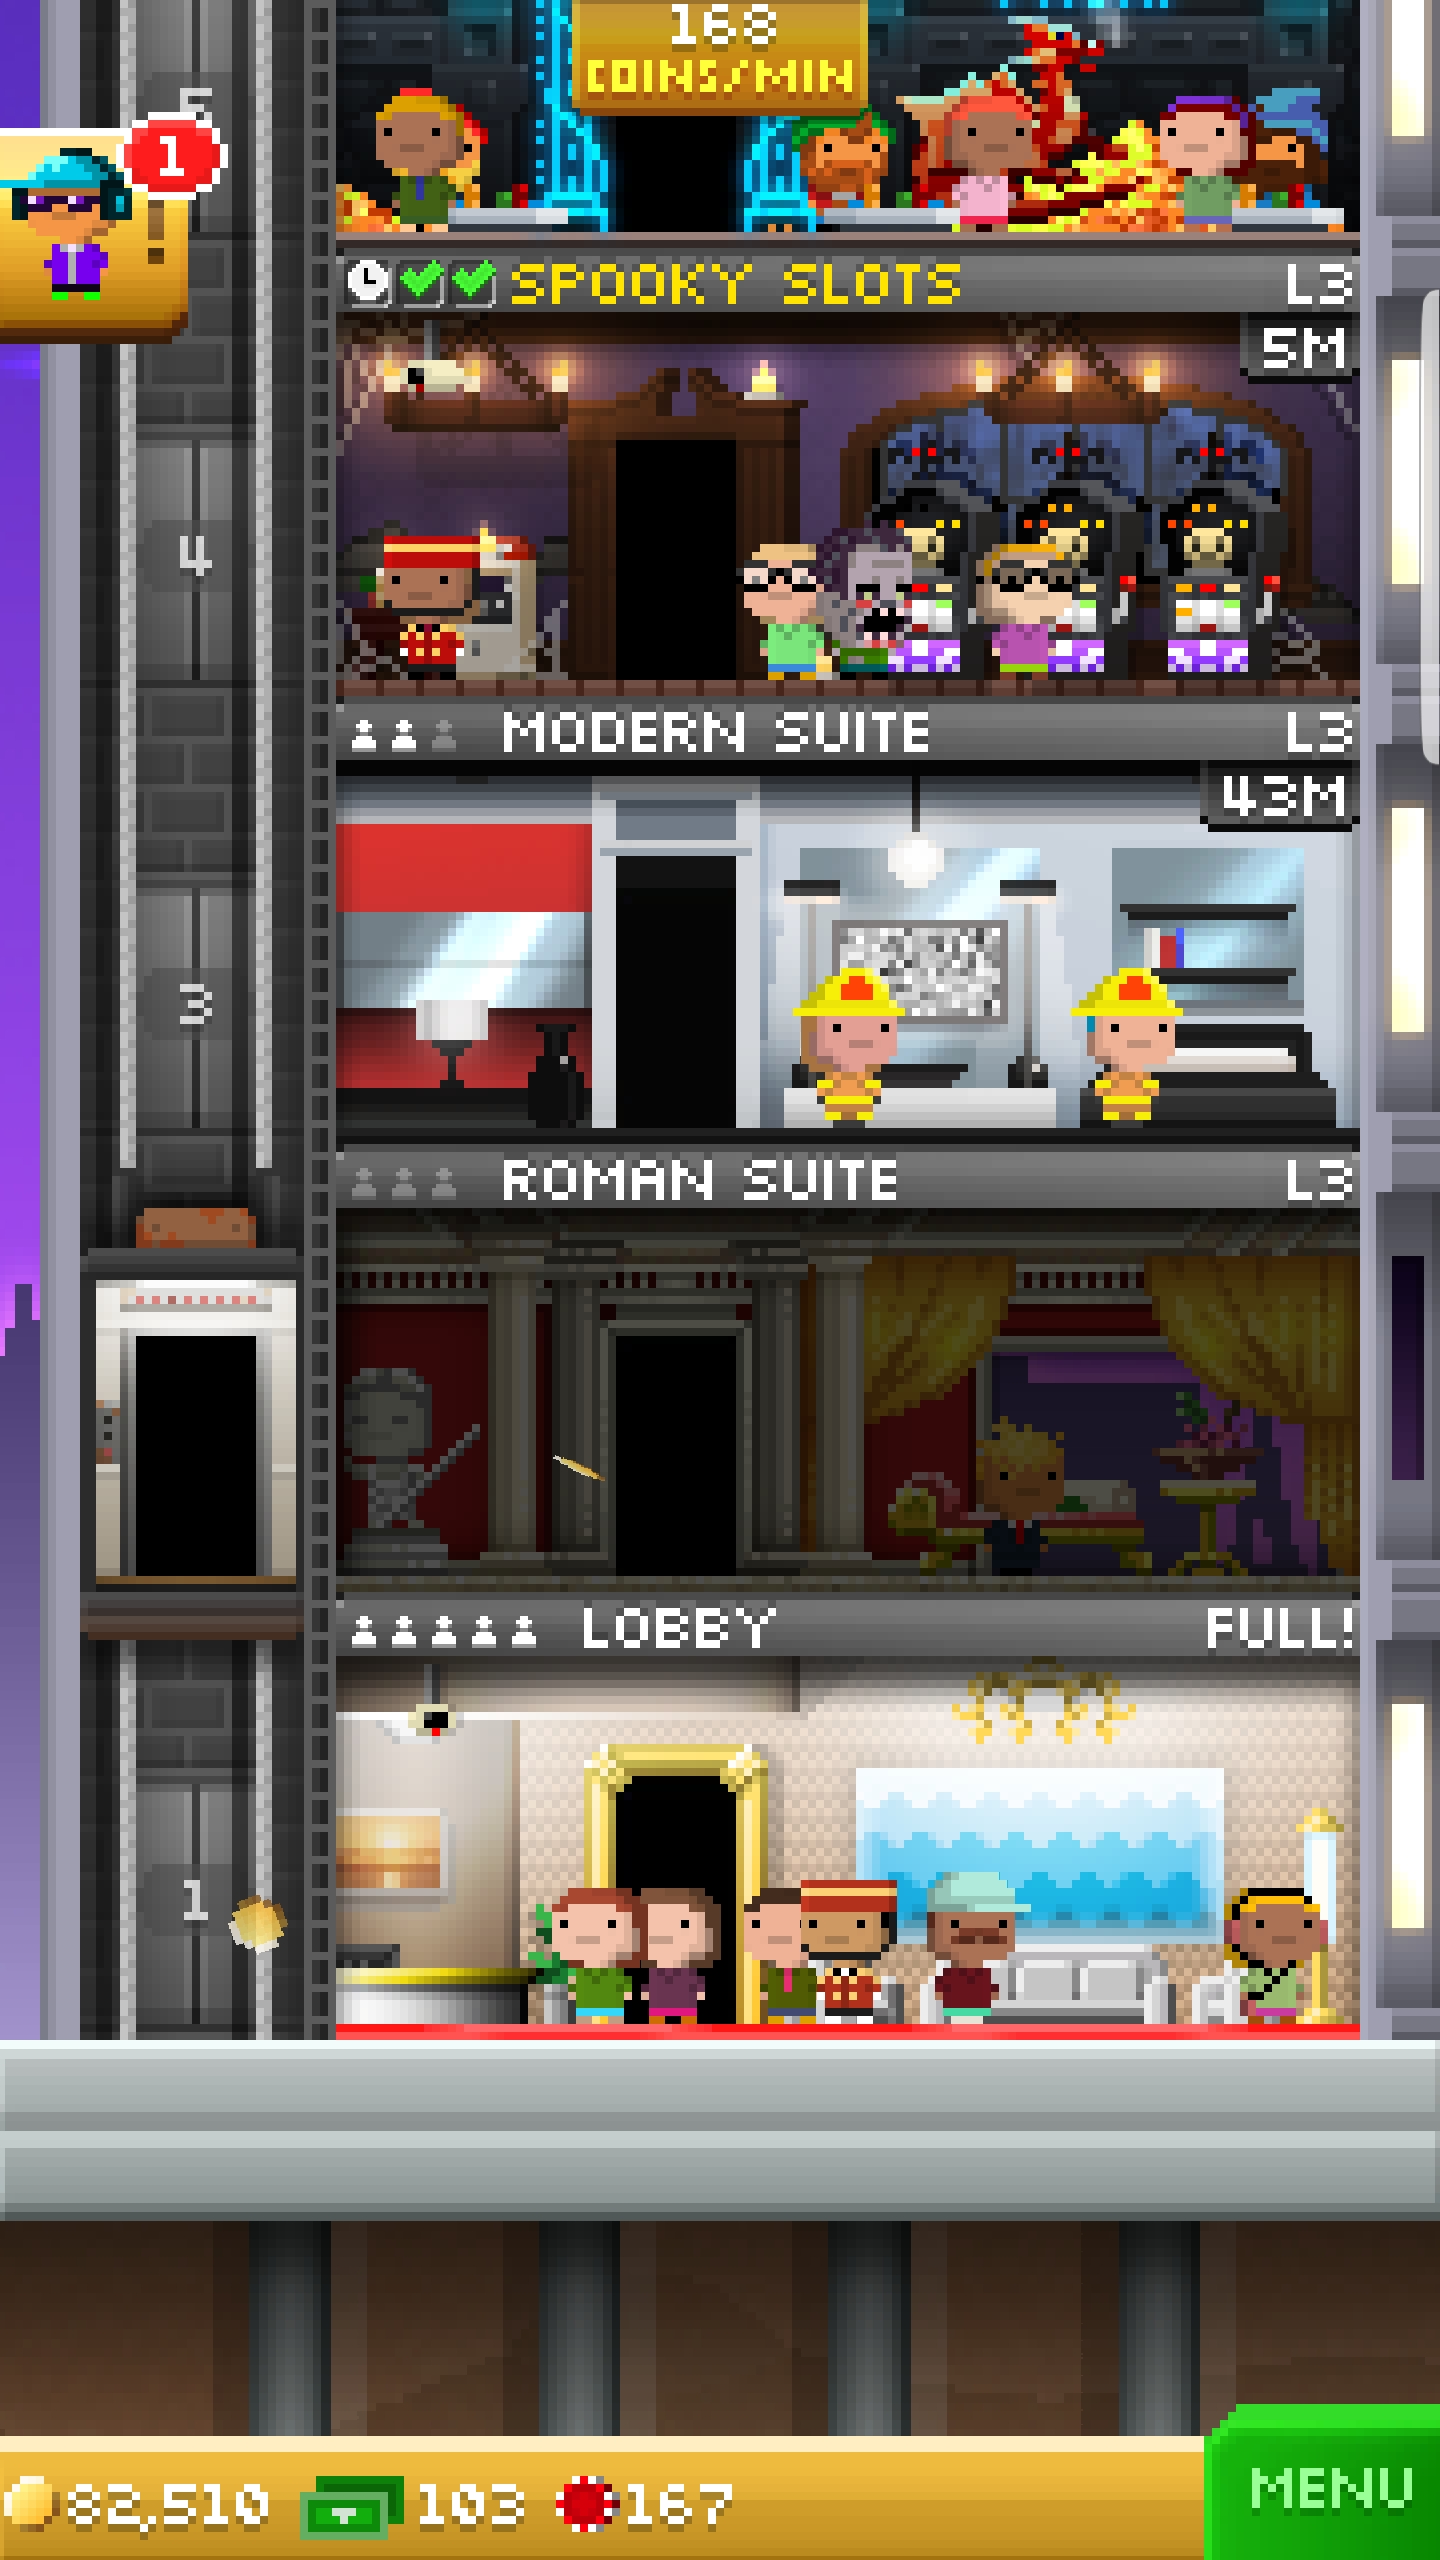 168
COINS/MIN
5
1
!
SPOOKY SLOTS L3
5M
4
MODERN SUITE L3
43M
3
ROMAN SUITE L3
LOBBY FULL!
1
82,510 103 167
MENU